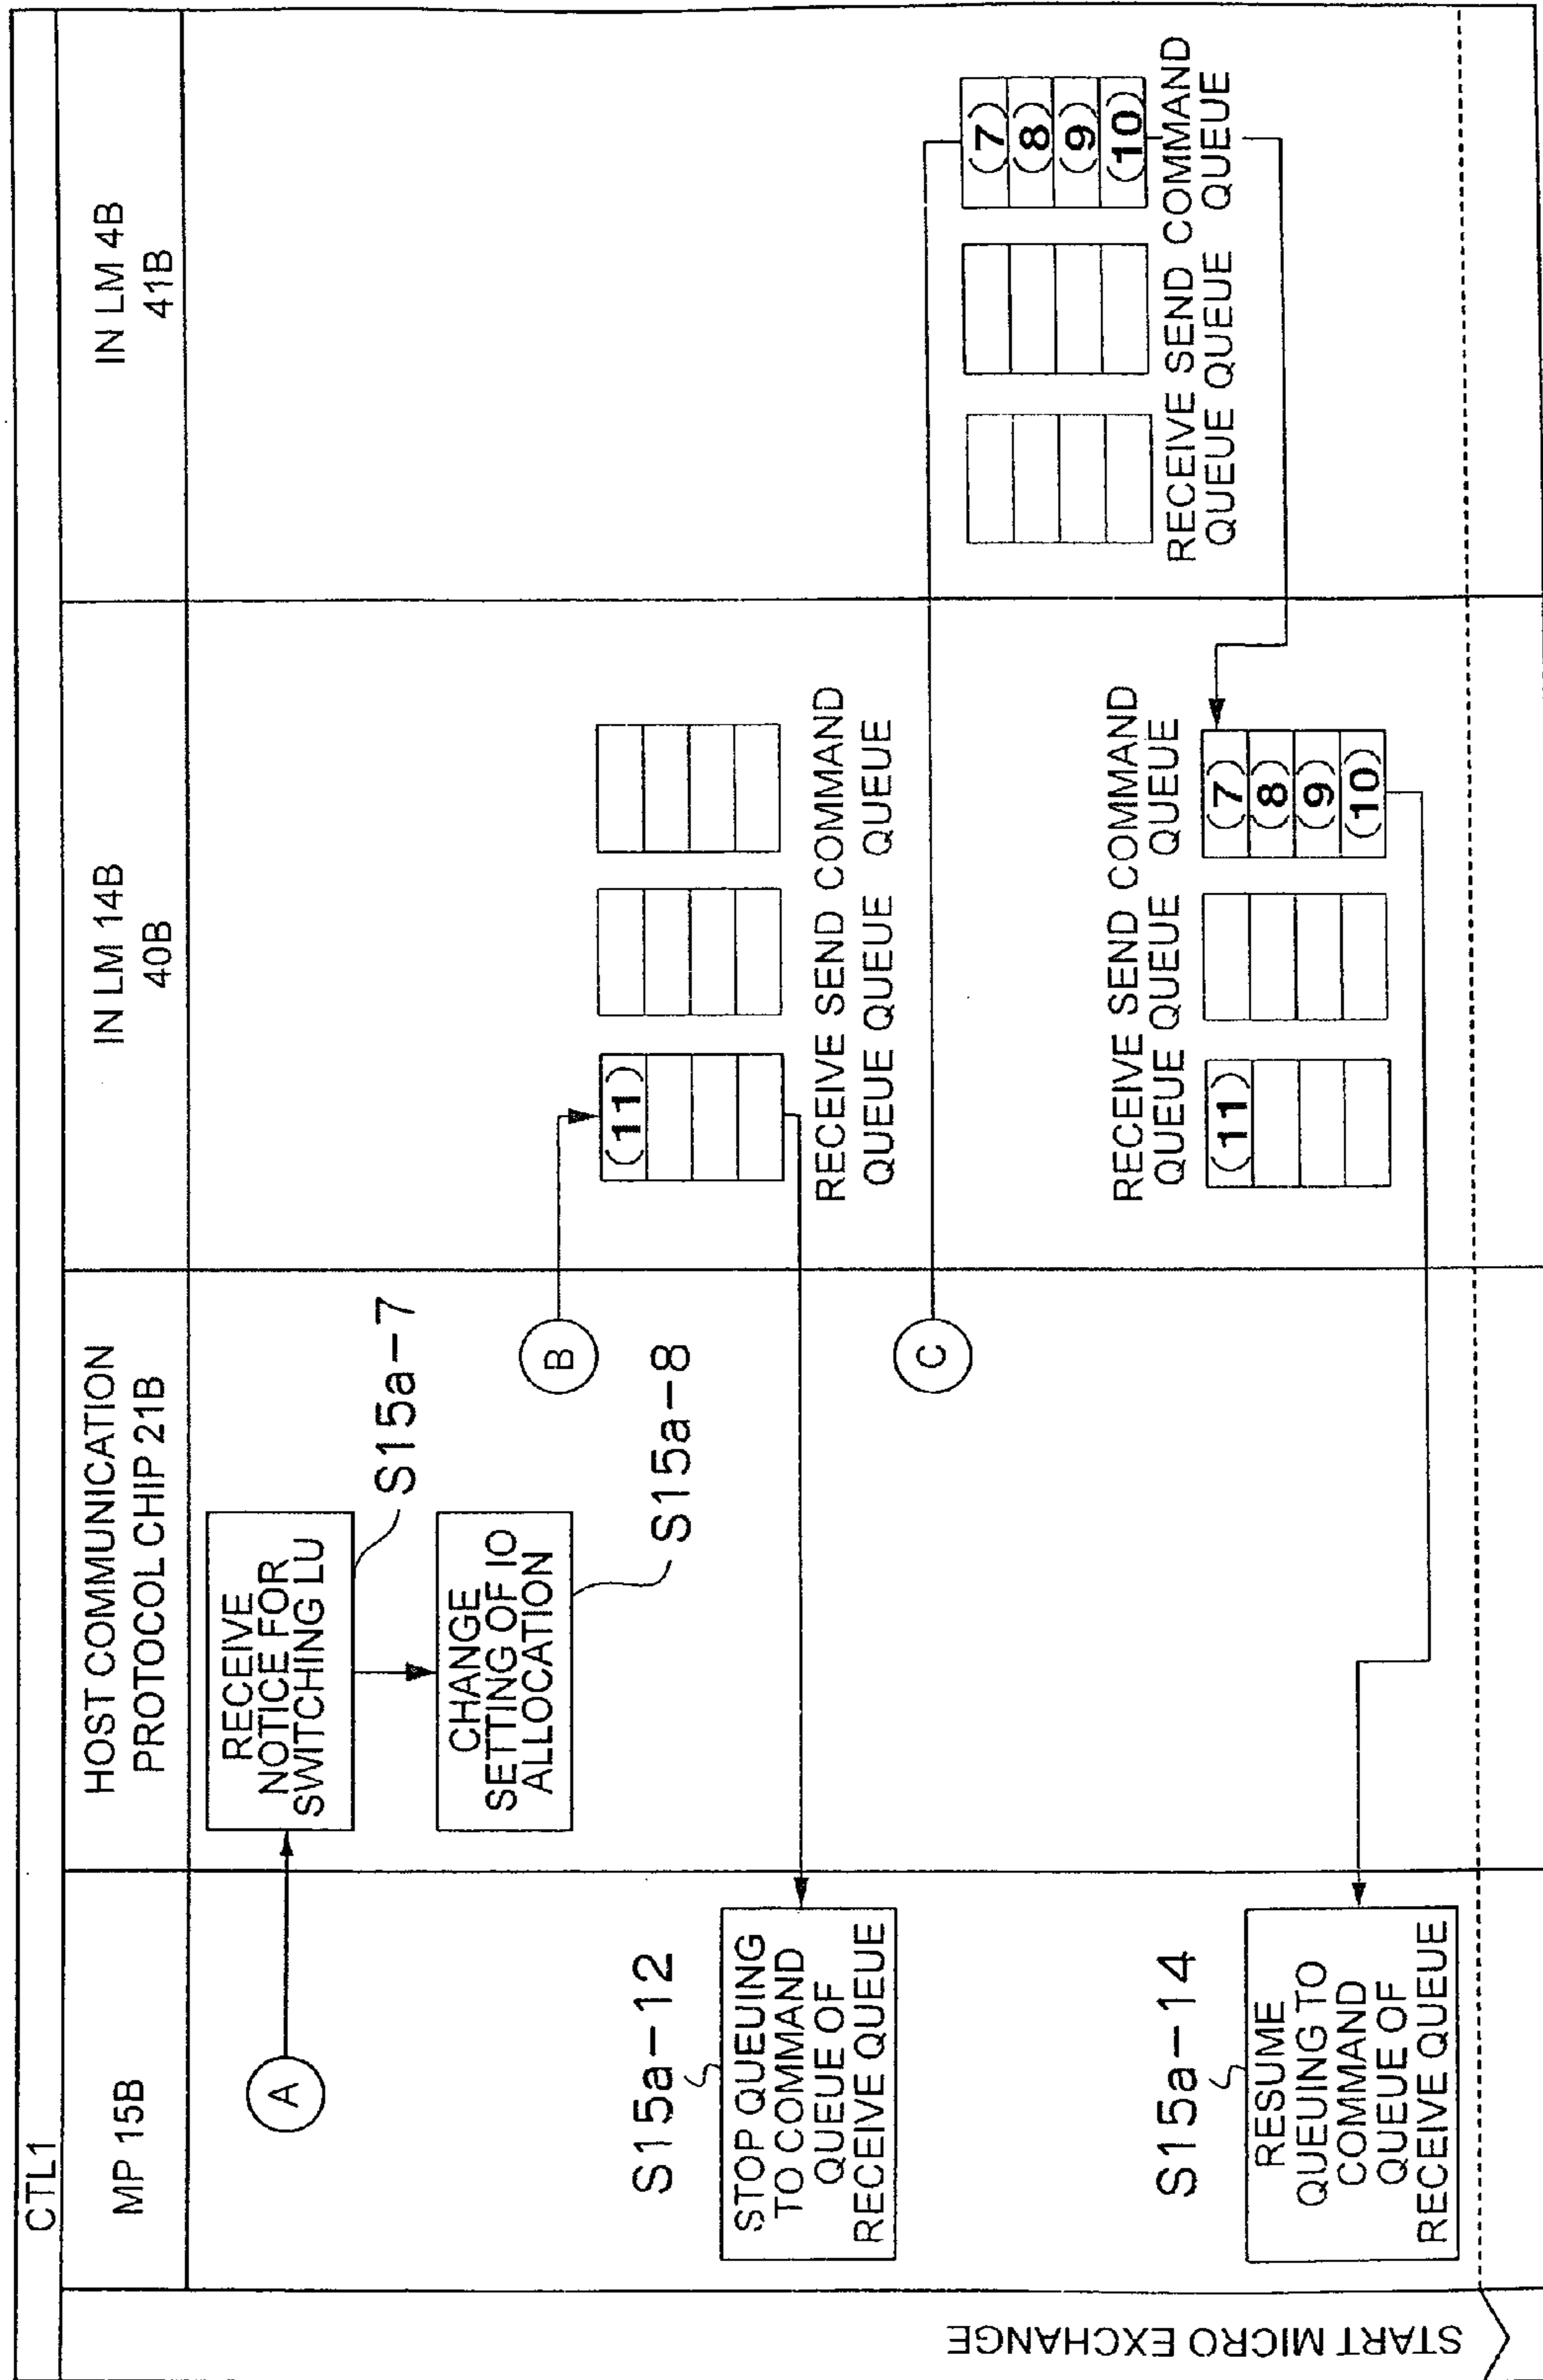 CTL1
MP 15B
HOST COMMUNICATION
PROTOCOL CHIP 21B
IN LM 14B
40B
IN LM 4B
41B
A
RECEIVE
NOTICE FOR
SWITCHING LU
S15a-7
CHANGE
SETTING OF IO
ALLOCATION
S15a-8
B
(11)
RECEIVE SEND COMMAND
QUEUE QUEUE QUEUE
S15a-12
STOP QUEUING
TO COMMAND
QUEUE OF
RECEIVE QUEUE
C
(7)
(8)
(9)
(10)
RECEIVE SEND COMMAND
QUEUE QUEUE QUEUE
RECEIVE SEND COMMAND
QUEUE QUEUE QUEUE
(11)
(7)
(8)
(9)
(10)
S15a-14
RESUME
QUEUING TO
COMMAND
QUEUE OF
RECEIVE QUEUE
START MICRO EXCHANGE